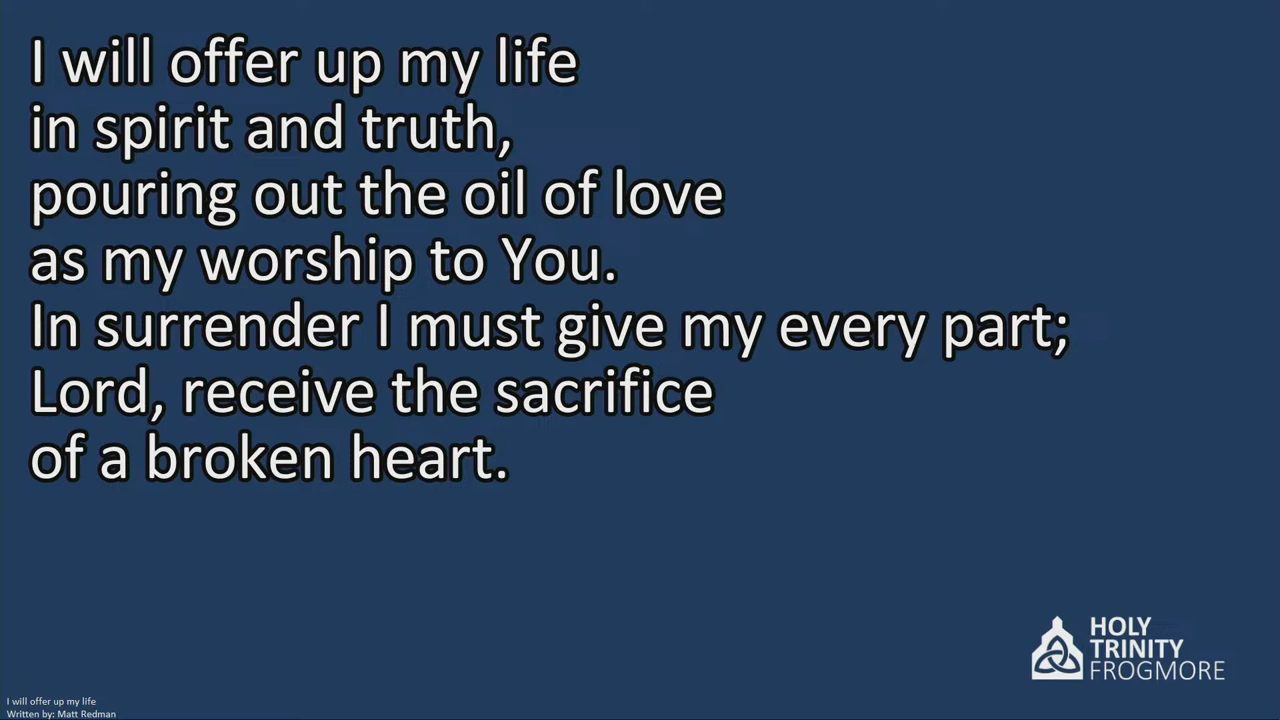 I will offer up my life
in spirit and truth,
pouring out the oil of love
as my worship to You.
In surrender I must give my every part;
Lord, receive the sacrifice
of a broken heart.
HOLY
TRINITY
FROGMORE
I will offer up my life
Written by: Matt Redman